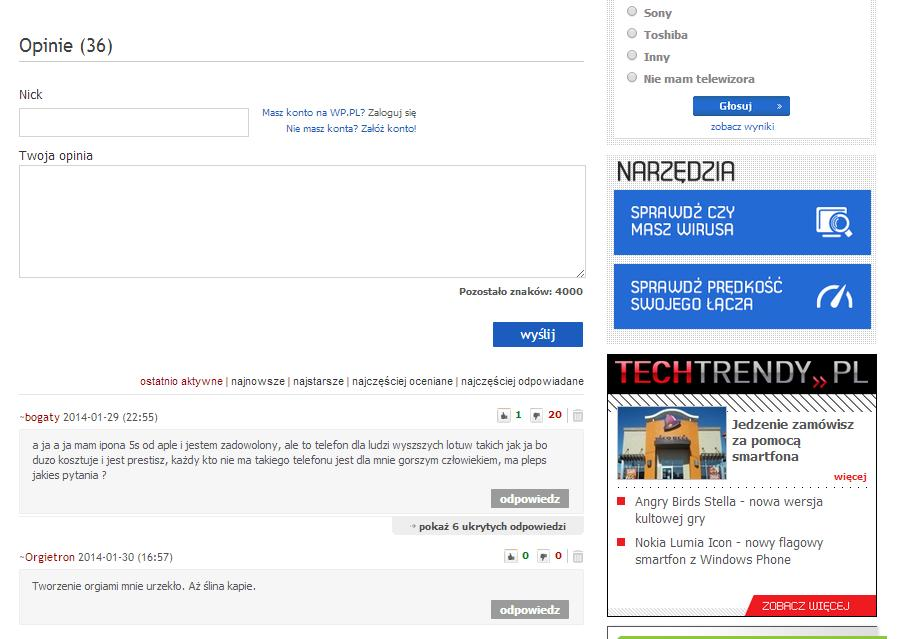 Opinie (36)
Nick
Masz konto na WP.PL? Zaloguj się
Nie masz konta? Załóż konto!
Twoja opinia
Pozostało znaków: 4000
wyślij
ostatnio aktywne | najnowsze | najstarsze | najczęściej oceniane | najczęściej odpowiadane
~bogaty 2014-01-29 (22:55)
1 20
a ja a ja mam ipona 5s od aple i jestem zadowolony, ale to telefon dla ludzi wyszszych lotuw takich jak ja bo
duzo kosztuje i jest prestisz, każdy kto nie ma takiego telefonu jest dla mnie gorszym człowiekiem, ma pleps
jakies pytania ?
odpowiedz
pokaż 6 ukrytych odpowiedzi
~Orgietron 2014-01-30 (16:57)
0 0
Tworzenie orgiami mnie urzekło. Aż ślina kapie.
odpowiedz
Sony
Toshiba
Inny
Nie mam telewizora
Głosuj »
zobacz wyniki
NARZĘDZIA
SPRAWDŹ CZY
MASZ WIRUSA
SPRAWDŹ PRĘDKOŚĆ
SWOJEGO ŁĄCZA
TECHTRENDY»PL
Jedzenie zamówisz
za pomocą
smartfona
więcej
Angry Birds Stella - nowa wersja
kultowej gry
Nokia Lumia Icon - nowy flagowy
smartfon z Windows Phone
ZOBACZ WIĘCEJ